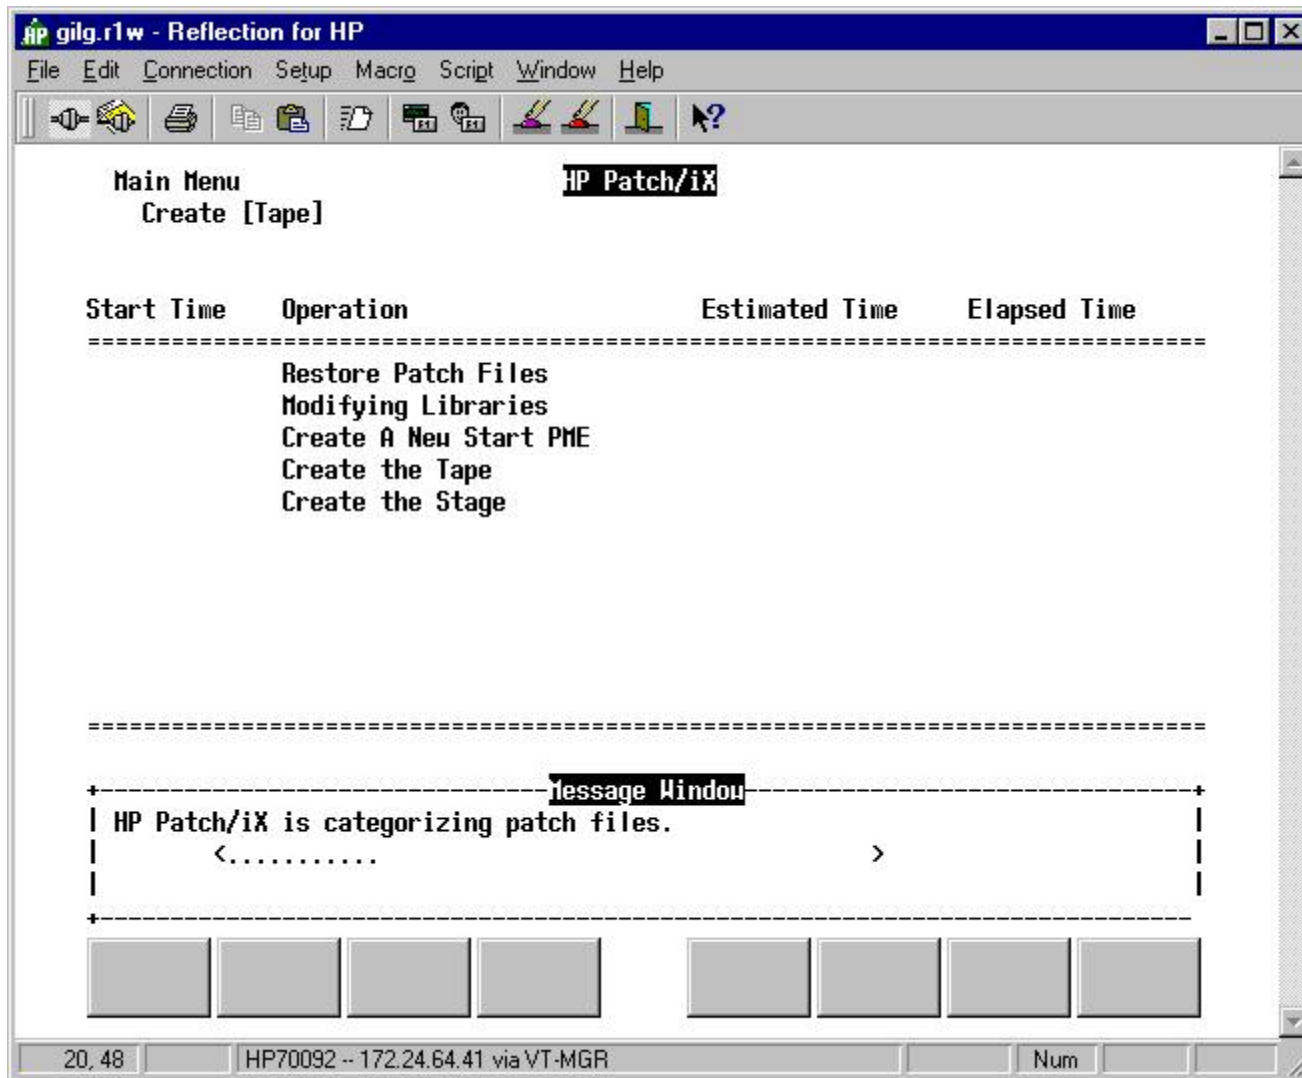 gilg.r1w - Reflection for HP
File Edit Connection Setup Macro Script Window Help
Main Menu HP Patch/iX
Create [Tape]
Start Time Operation Estimated Time Elapsed Time
================================================================================
Restore Patch Files
Modifying Libraries
Create A New Start PME
Create the Tape
Create the Stage
================================================================================
+--------------------------------Message Window--------------------------------+
| HP Patch/iX is categorizing patch files. |
| <........... > |
| |
+------------------------------------------------------------------------------
20, 48 HP70092 -- 172.24.64.41 via VT-MGR Num